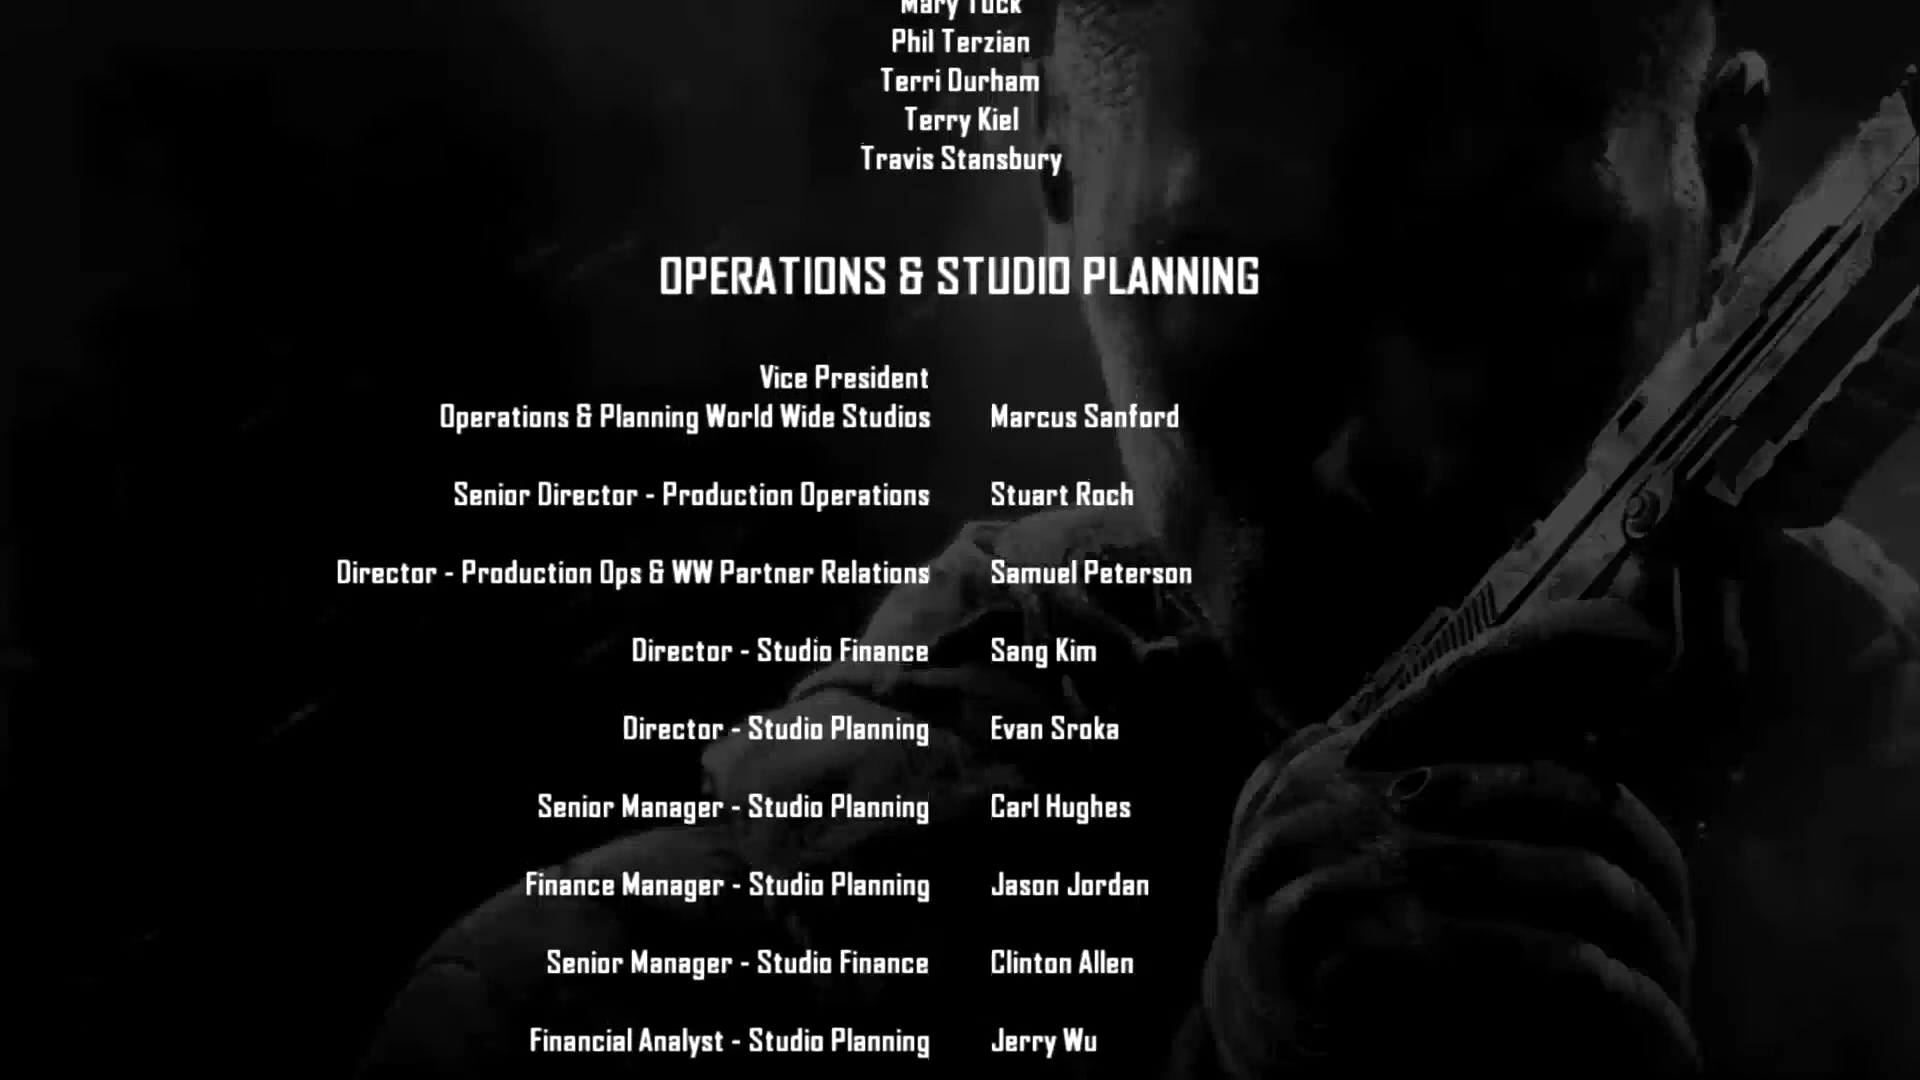 Mary Tuck
Phil Terzian
Terri Durham
Terry Kiel
Travis Stansbury
OPERATIONS & STUDIO PLANNING
Vice President
Operations & Planning World Wide Studios Marcus Sanford
Senior Director - Production Operations Stuart Roch
Director - Production Ops & WW Partner Relations Samuel Peterson
Director - Studio Finance Sang Kim
Director - Studio Planning Evan Sroka
Senior Manager - Studio Planning Carl Hughes
Finance Manager - Studio Planning Jason Jordan
Senior Manager - Studio Finance Clinton Allen
Financial Analyst - Studio Planning Jerry Wu